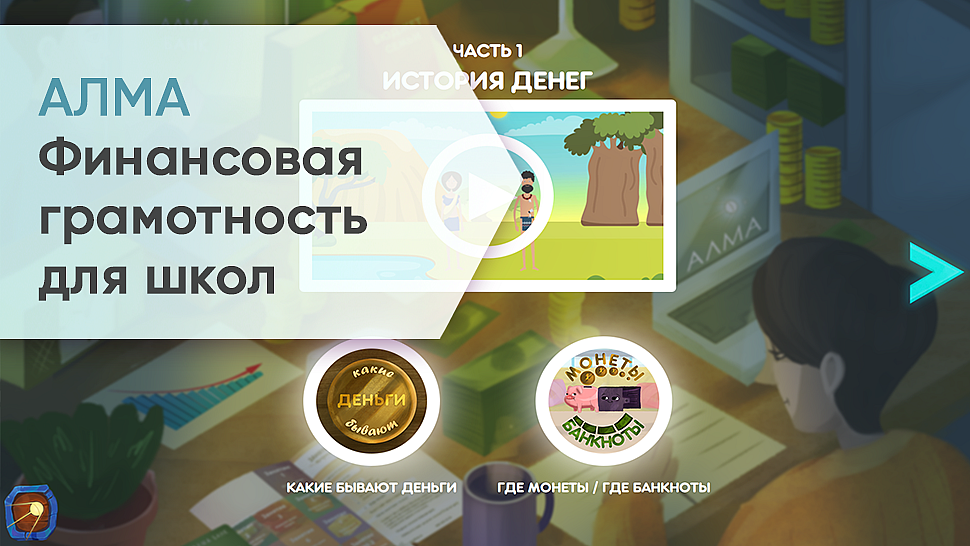 АЛМА
Финансовая
грамотность
для школ
ЧАСТЬ 1
ИСТОРИЯ ДЕНЕГ
АЛМА
какие
ДЕНЬГИ
бывают
МОНЕТЫ
БАНКНОТЫ
КАКИЕ БЫВАЮТ ДЕНЬГИ
ГДЕ МОНЕТЫ / ГДЕ БАНКНОТЫ